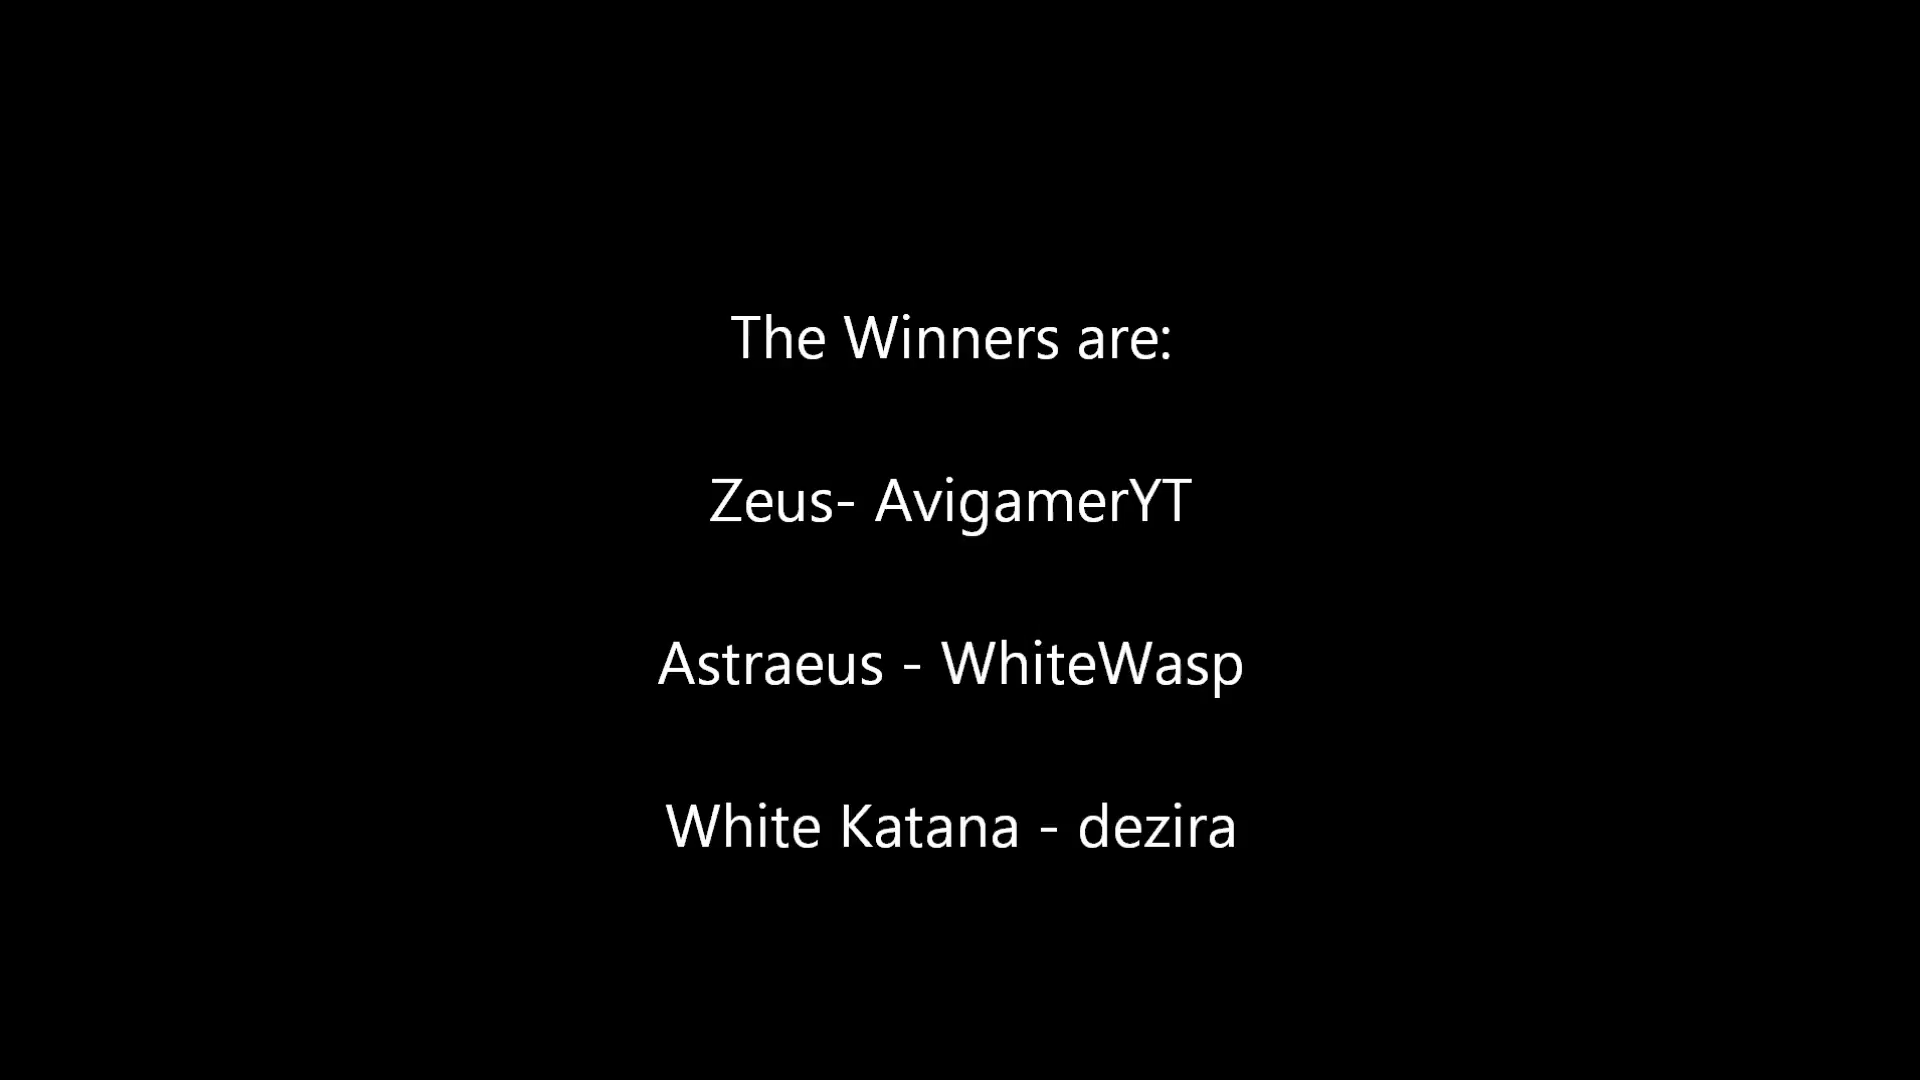 The Winners are:
Zeus- AvigamerYT
Astraeus - WhiteWasp
White Katana - dezira